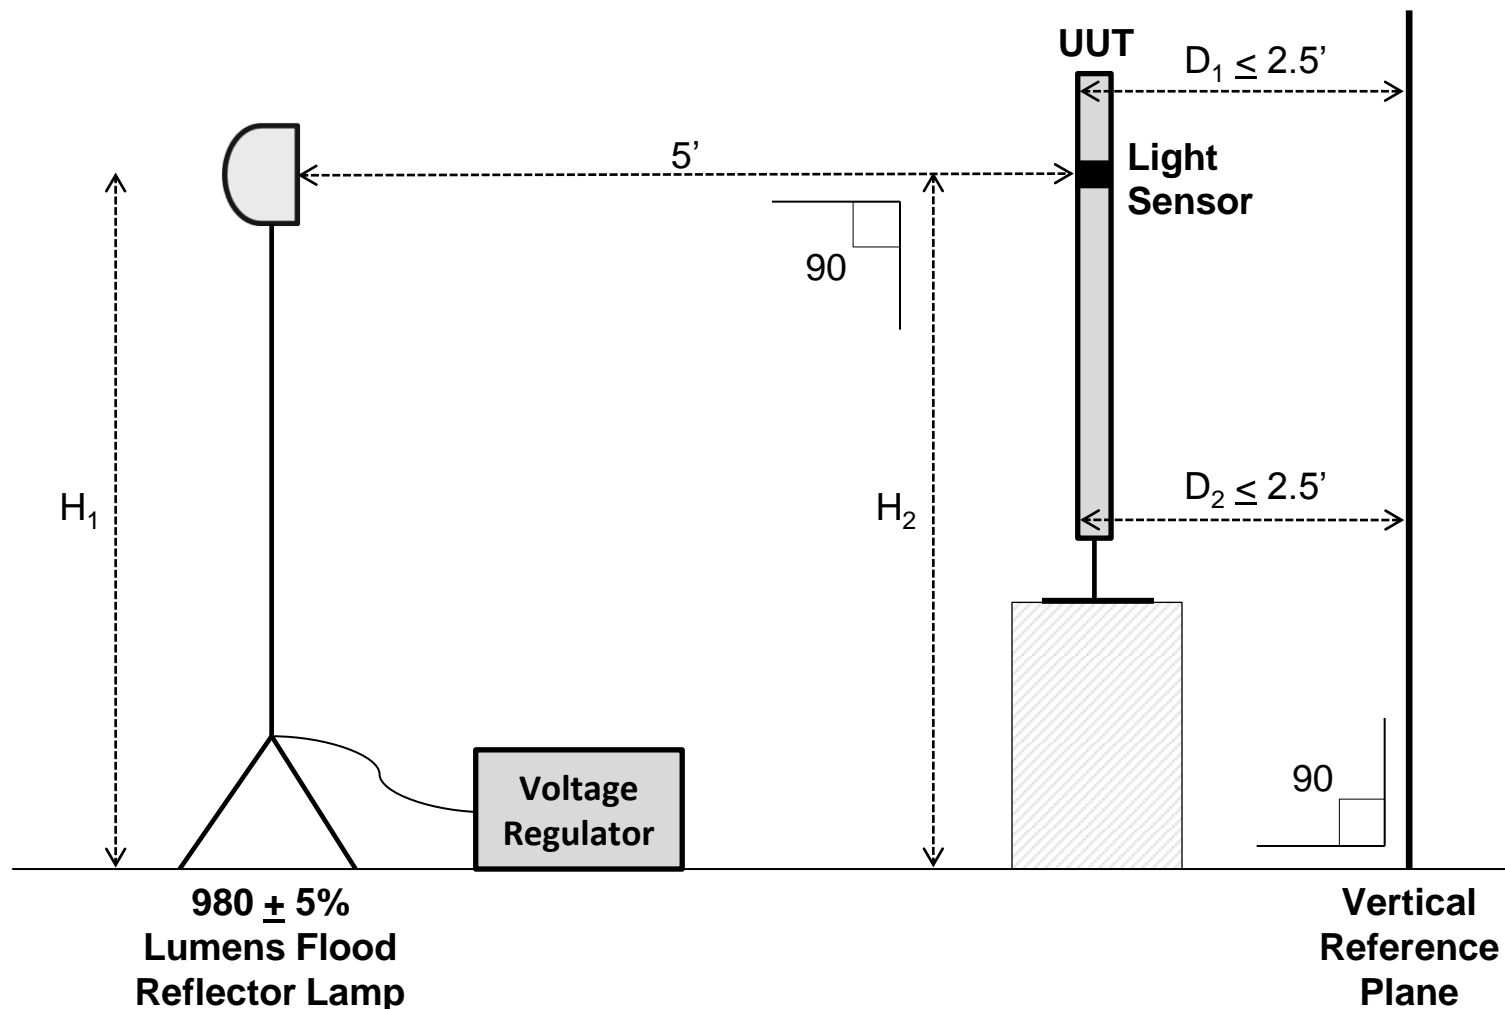 UUT
D₁ ≤ 2.5’
5’
Light
Sensor
90
H₁
H₂
D₂ ≤ 2.5’
90
Voltage
Regulator
980 ± 5%
Lumens Flood
Reflector Lamp
Vertical
Reference
Plane